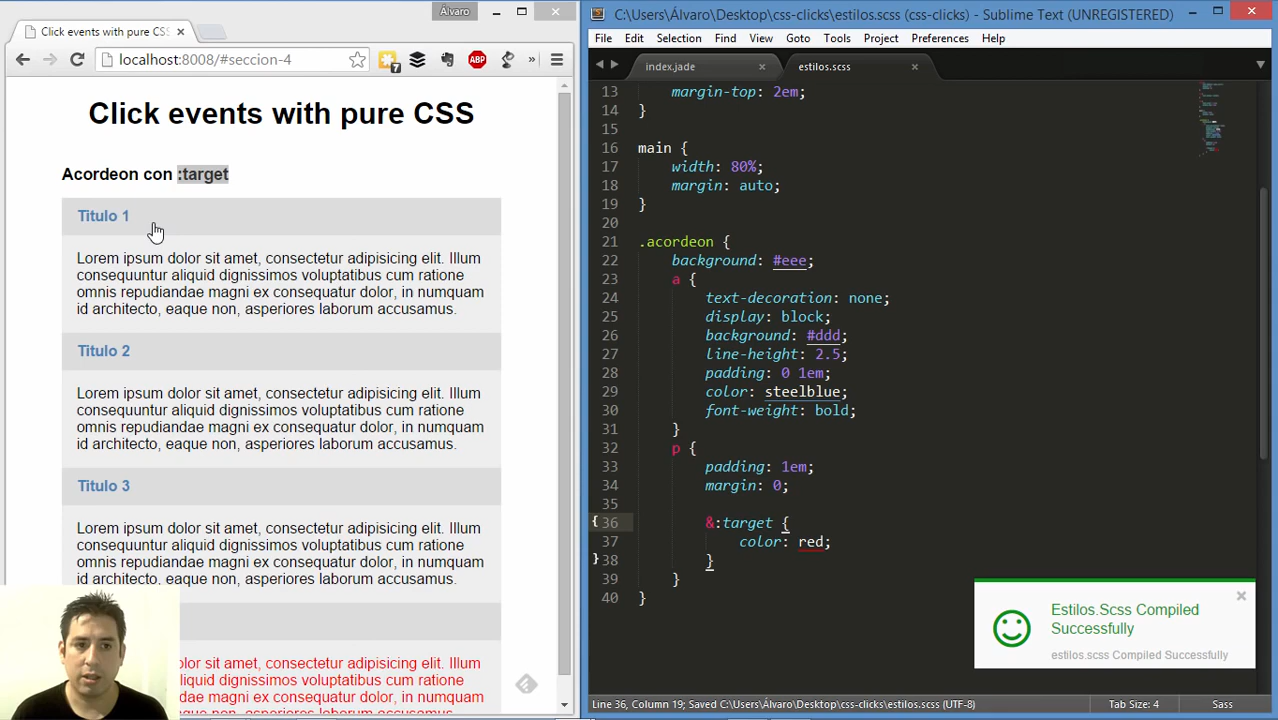 Álvaro
Click events with pure CSS
localhost:8008/#seccion-4
7
ABP
»
Click events with pure CSS
Acordeon con :target
Titulo 1
Lorem ipsum dolor sit amet, consectetur adipisicing elit. Illum
consequuntur aliquid dignissimos voluptatibus cum ratione
omnis repudiandae magni ex consequatur dolor, in numquam
id architecto, eaque non, asperiores laborum accusamus.
Titulo 2
Lorem ipsum dolor sit amet, consectetur adipisicing elit. Illum
consequuntur aliquid dignissimos voluptatibus cum ratione
omnis repudiandae magni ex consequatur dolor, in numquam
id architecto, eaque non, asperiores laborum accusamus.
Titulo 3
Lorem ipsum dolor sit amet, consectetur adipisicing elit. Illum
consequuntur aliquid dignissimos voluptatibus cum ratione
omnis repudiandae magni ex consequatur dolor, in numquam
id architecto, eaque non, asperiores laborum accusamus.
dolor sit amet, consectetur adipisicing elit. Illum
aliquid dignissimos voluptatibus cum ratione
repudiandae magni ex consequatur dolor, in numquam
C:\Users\Álvaro\Desktop\css-clicks\estilos.scss (css-clicks) - Sublime Text (UNREGISTERED)
File Edit Selection Find View Goto Tools Project Preferences Help
index.jade estilos.scss
13 margin-top: 2em;
14 }
15
16 main {
17 width: 80%;
18 margin: auto;
19 }
20
21 .acordeon {
22 background: #eee;
23 a {
24 text-decoration: none;
25 display: block;
26 background: #ddd;
27 line-height: 2.5;
28 padding: 0 1em;
29 color: steelblue;
30 font-weight: bold;
31 }
32 p {
33 padding: 1em;
34 margin: 0;
35
36 &:target {
37 color: red;
38 }
39 }
40 }
Estilos.Scss Compiled
Successfully
estilos.scss Compiled Successfully
Line 36, Column 19; Saved C:\Users\Álvaro\Desktop\css-clicks\estilos.scss (UTF-8)
Tab Size: 4
Sass